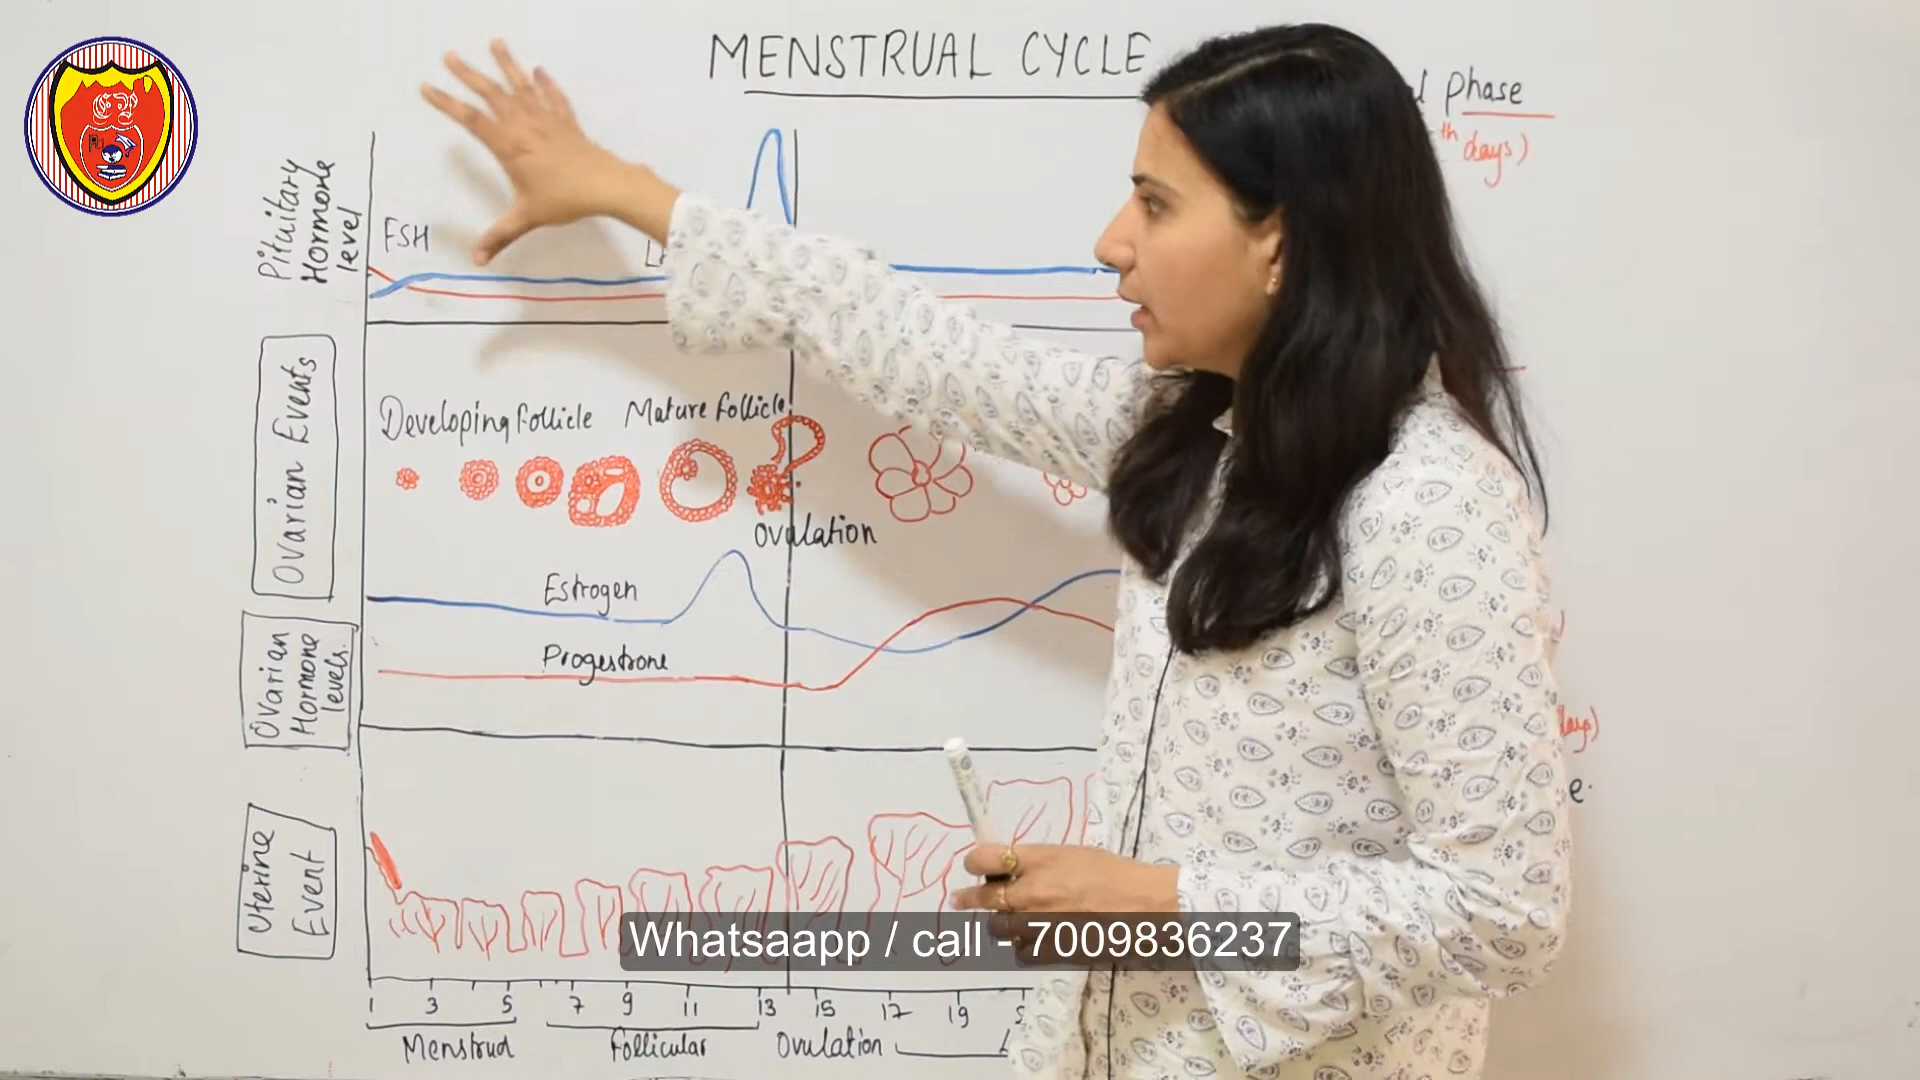 MENSTRUAL CYCLE
Phase
th days)
Pituitary
Hormone
level
FSH
Ovarian Events
Developing follicle
Mature follicle
Ovulation
Estrogen
Progestrone
Ovarian
Hormone
levels
days)
e.
Uterine
Event
Whatsaapp / call - 7009836237
1 3 5 7 9 11 13 15 17 19
Menstrual
follicular
Ovulation